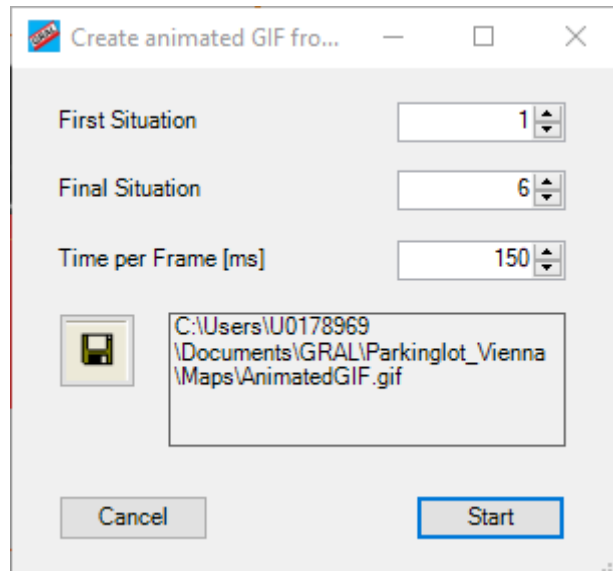 GRAL
Create animated GIF fro...
First Situation
1
Final Situation
6
Time per Frame [ms]
150
C:\Users\U0178969
\Documents\GRAL\Parkinglot_Vienna
\Maps\AnimatedGIF.gif
Cancel
Start